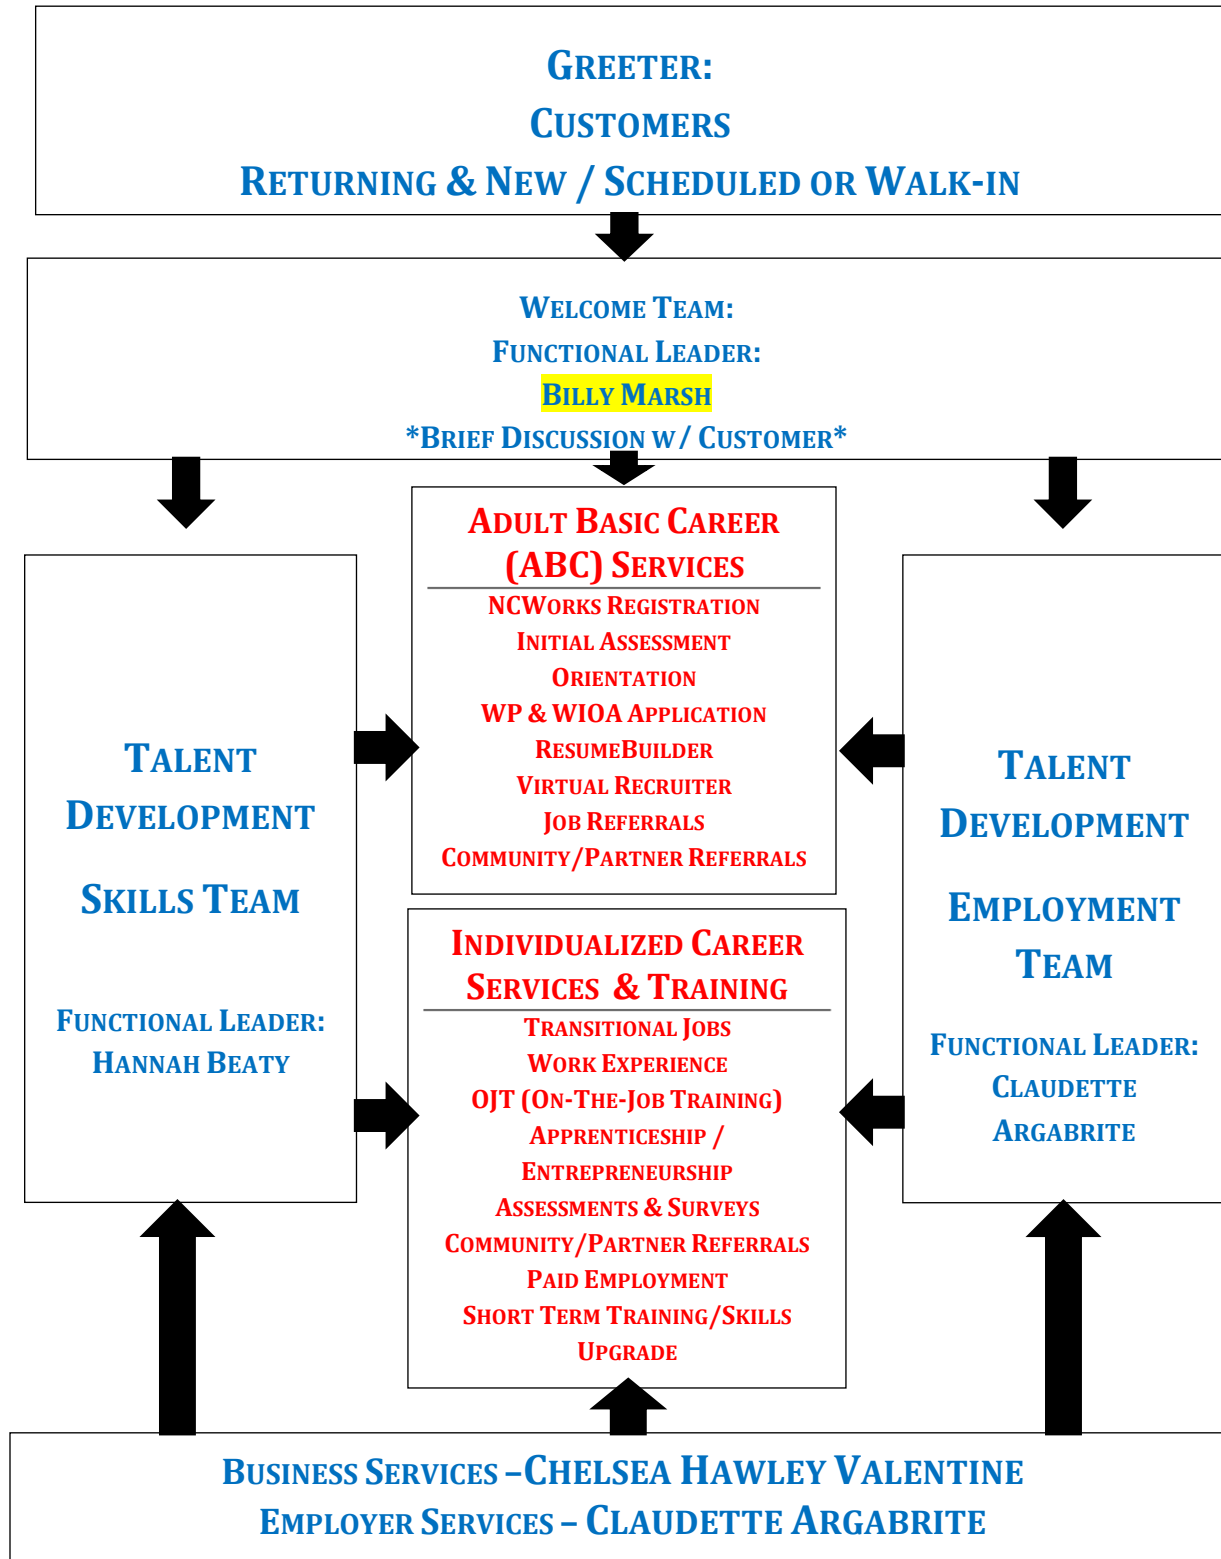 GREETER:
CUSTOMERS
RETURNING & NEW / SCHEDULED OR WALK-IN
WELCOME TEAM:
FUNCTIONAL LEADER:
BILLY MARSH
*BRIEF DISCUSSION W/ CUSTOMER*
TALENT
DEVELOPMENT
SKILLS TEAM
FUNCTIONAL LEADER:
HANNAH BEATY
ADULT BASIC CAREER
(ABC) SERVICES
NCWORKS REGISTRATION
INITIAL ASSESSMENT
ORIENTATION
WP & WIOA APPLICATION
RESUMEBUILDER
VIRTUAL RECRUITER
JOB REFERRALS
COMMUNITY/PARTNER REFERRALS
INDIVIDUALIZED CAREER
SERVICES & TRAINING
TRANSITIONAL JOBS
WORK EXPERIENCE
OJT (ON-THE-JOB TRAINING)
APPRENTICESHIP /
ENTREPRENEURSHIP
ASSESSMENTS & SURVEYS
COMMUNITY/PARTNER REFERRALS
PAID EMPLOYMENT
SHORT TERM TRAINING/SKILLS
UPGRADE
TALENT
DEVELOPMENT
EMPLOYMENT
TEAM
FUNCTIONAL LEADER:
CLAUDETTE
ARGABRITE
BUSINESS SERVICES –CHELSEA HAWLEY VALENTINE
EMPLOYER SERVICES – CLAUDETTE ARGABRITE